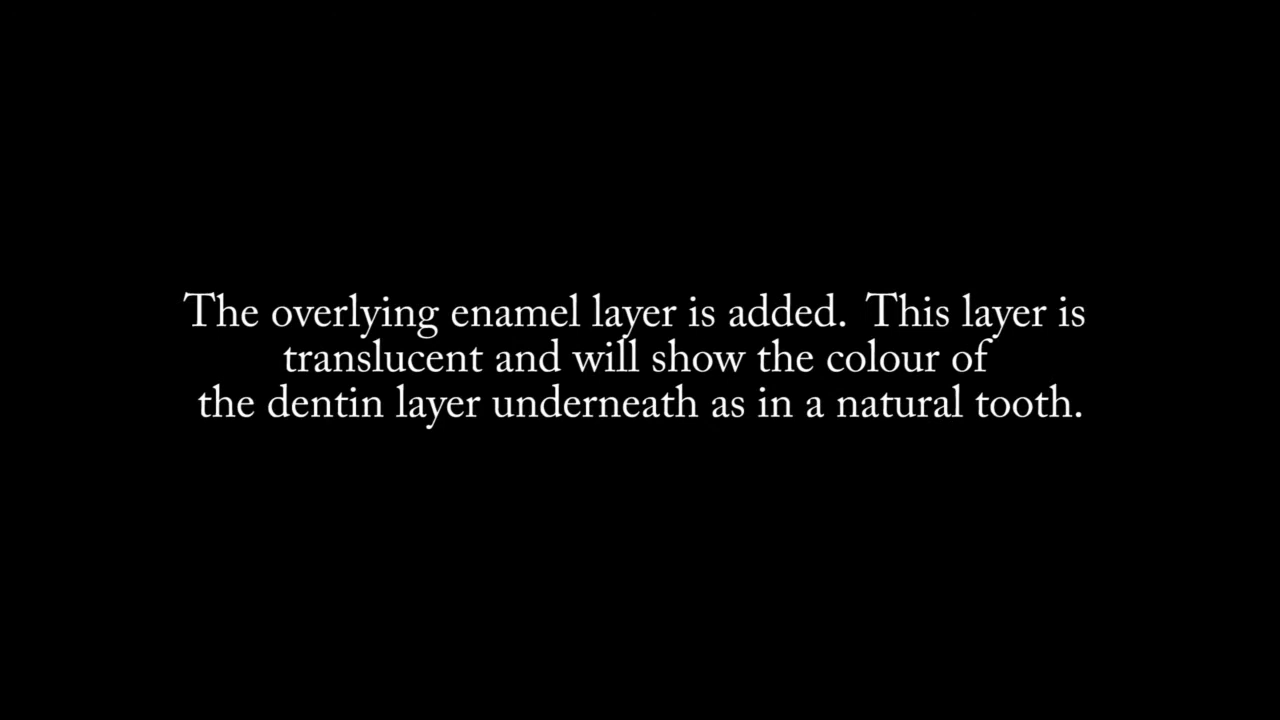 The overlying enamel layer is added. This layer is
translucent and will show the colour of
the dentin layer underneath as in a natural tooth.